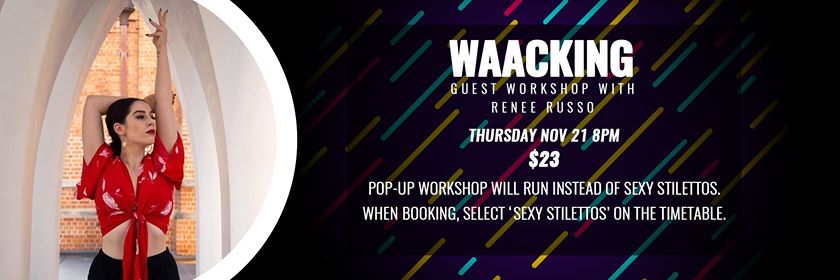 WAACKING
GUEST WORKSHOP WITH
RENEE RUSSO
THURSDAY NOV 21 8PM
$23
POP-UP WORKSHOP WILL RUN INSTEAD OF SEXY STILETTOS.
WHEN BOOKING, SELECT ‘SEXY STILETTOS’ ON THE TIMETABLE.